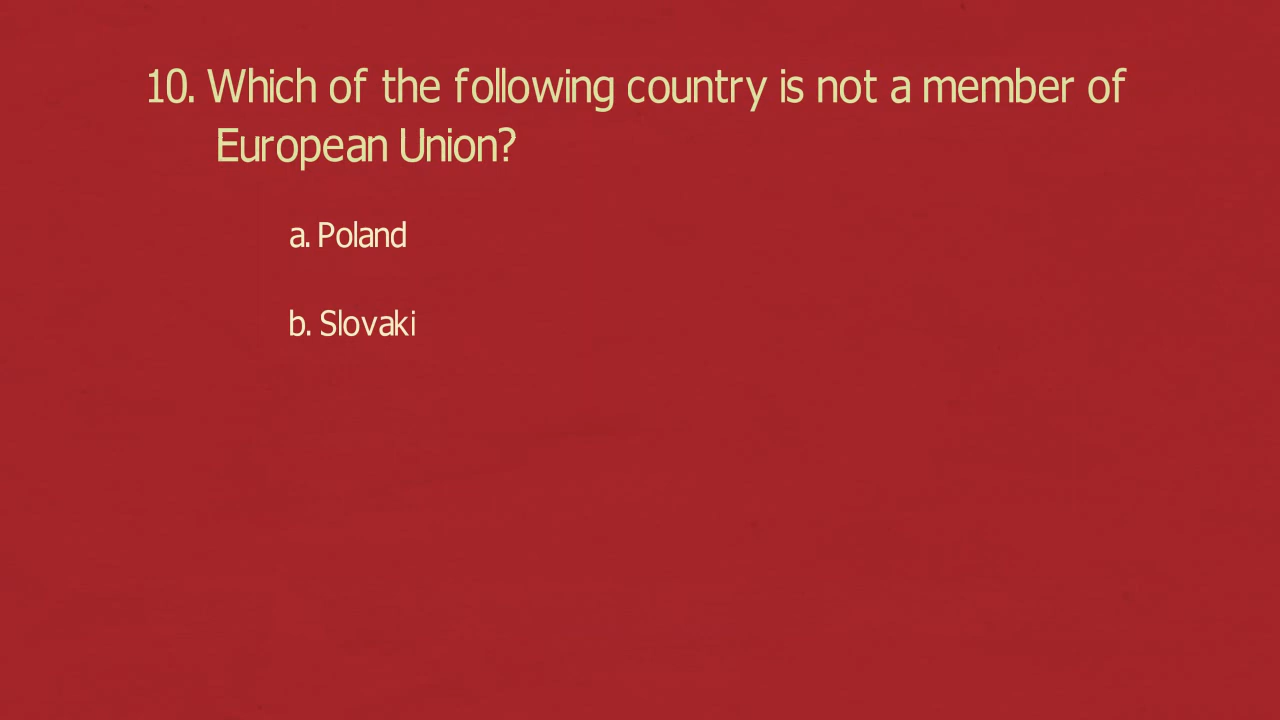 10. Which of the following country is not a member of
European Union?
a. Poland
b. Slovaki